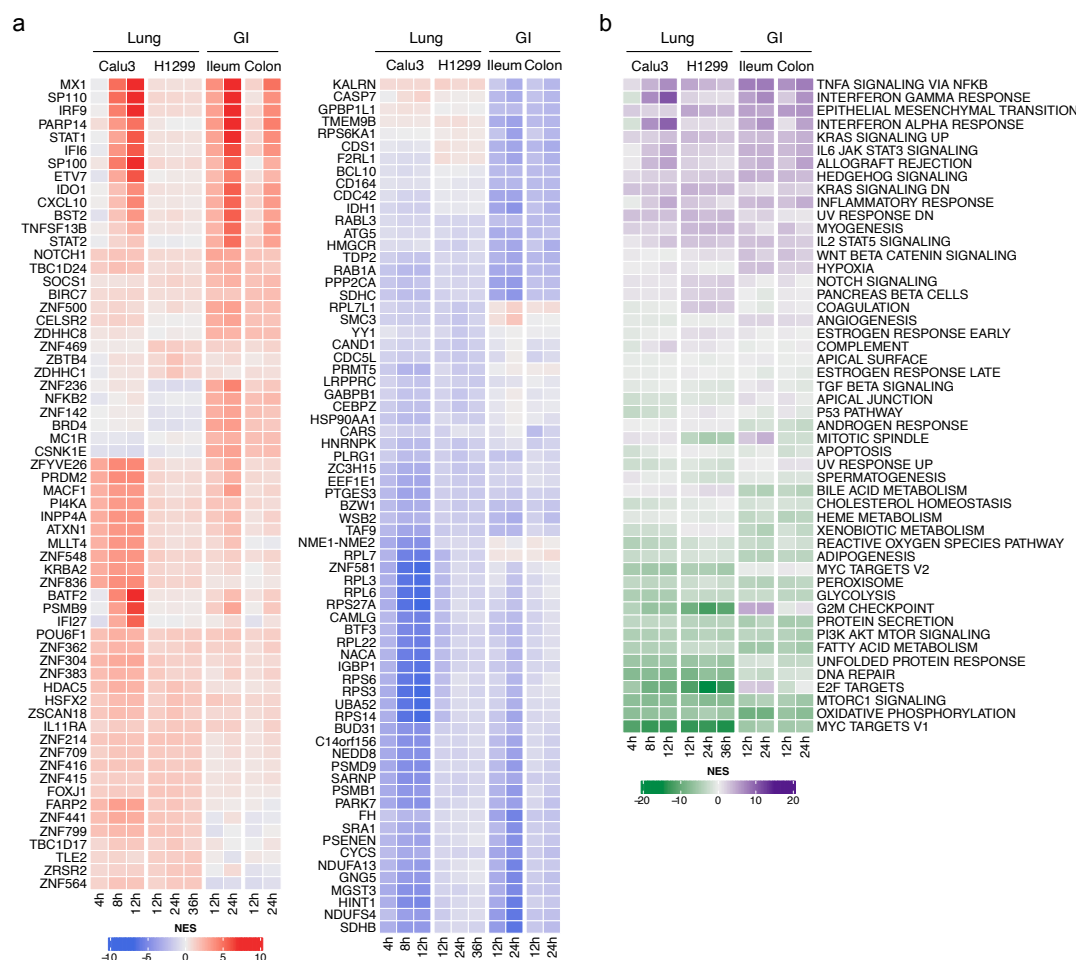 a
Lung GI
Calu3 H1299 Ileum Colon
MX1
SP110
IRF9
PARP14
STAT1
IFI6
SP100
ETV7
IDO1
CXCL10
BST2
TNFSF13B
STAT2
NOTCH1
TBC1D24
SOCS1
BIRC7
ZNF500
CELSR2
ZDHHC8
ZNF469
ZBTB4
ZDHHC1
ZNF236
NFKB2
ZNF142
BRD4
MC1R
CSNK1E
ZFYVE26
PRDM2
MACF1
PI4KA
INPP4A
ATXN1
MLLT4
ZNF548
KRBA2
ZNF836
BATF2
PSMB9
IFI27
POU6F1
ZNF362
ZNF304
ZNF383
HDAC5
HSFX2
ZSCAN18
IL11RA
ZNF214
ZNF709
ZNF416
ZNF415
FOXJ1
FARP2
ZNF441
ZNF799
TBC1D17
TLE2
ZRSR2
ZNF564
4h 8h 12h 12h 24h 36h 12h 24h 12h 24h
NES
-10 -5 0 5 10
Lung GI
Calu3 H1299 Ileum Colon
KALRN
CASP7
GPBP1L1
TMEM9B
RPS6KA1
CDS1
F2RL1
BCL10
CD164
CDC42
IDH1
RABL3
ATG5
HMGCR
TDP2
RAB1A
PPP2CA
SDHC
RPL7L1
SMC3
YY1
CAND1
CDC5L
PRMT5
LRPPRC
GABPB1
CEBPZ
HSP90AA1
CARS
HNRNPK
PLRG1
ZC3H15
EEF1E1
PTGES3
BZW1
WSB2
TAF9
NME1-NME2
RPL7
ZNF581
RPL3
RPL6
RPS27A
CAMLG
BTF3
RPL22
NACA
IGBP1
RPS6
RPS3
UBA52
RPS14
BUD31
C14orf156
NEDD8
PSMD9
SARNP
PSMB1
PARK7
FH
SRA1
PSENEN
CYCS
NDUFA13
GNG5
MGST3
HINT1
NDUFS4
SDHB
4h 8h 12h 12h 24h 36h 12h 24h 12h 24h
b
Lung GI
Calu3 H1299 Ileum Colon
TNFA SIGNALING VIA NFKB
INTERFERON GAMMA RESPONSE
EPITHELIAL MESENCHYMAL TRANSITION
INTERFERON ALPHA RESPONSE
KRAS SIGNALING UP
IL6 JAK STAT3 SIGNALING
ALLOGRAFT REJECTION
HEDGEHOG SIGNALING
KRAS SIGNALING DN
INFLAMMATORY RESPONSE
UV RESPONSE DN
MYOGENESIS
IL2 STAT5 SIGNALING
WNT BETA CATENIN SIGNALING
HYPOXIA
NOTCH SIGNALING
PANCREAS BETA CELLS
COAGULATION
ANGIOGENESIS
ESTROGEN RESPONSE EARLY
COMPLEMENT
APICAL SURFACE
ESTROGEN RESPONSE LATE
TGF BETA SIGNALING
APICAL JUNCTION
P53 PATHWAY
ANDROGEN RESPONSE
MITOTIC SPINDLE
APOPTOSIS
UV RESPONSE UP
SPERMATOGENESIS
BILE ACID METABOLISM
CHOLESTEROL HOMEOSTASIS
HEME METABOLISM
XENOBIOTIC METABOLISM
REACTIVE OXYGEN SPECIES PATHWAY
ADIPOGENESIS
MYC TARGETS V2
PEROXISOME
GLYCOLYSIS
G2M CHECKPOINT
PROTEIN SECRETION
PI3K AKT MTOR SIGNALING
FATTY ACID METABOLISM
UNFOLDED PROTEIN RESPONSE
DNA REPAIR
E2F TARGETS
MTORC1 SIGNALING
OXIDATIVE PHOSPHORYLATION
MYC TARGETS V1
4h 8h 12h 12h 24h 36h 12h 24h 12h 24h
NES
-20 -10 0 10 20